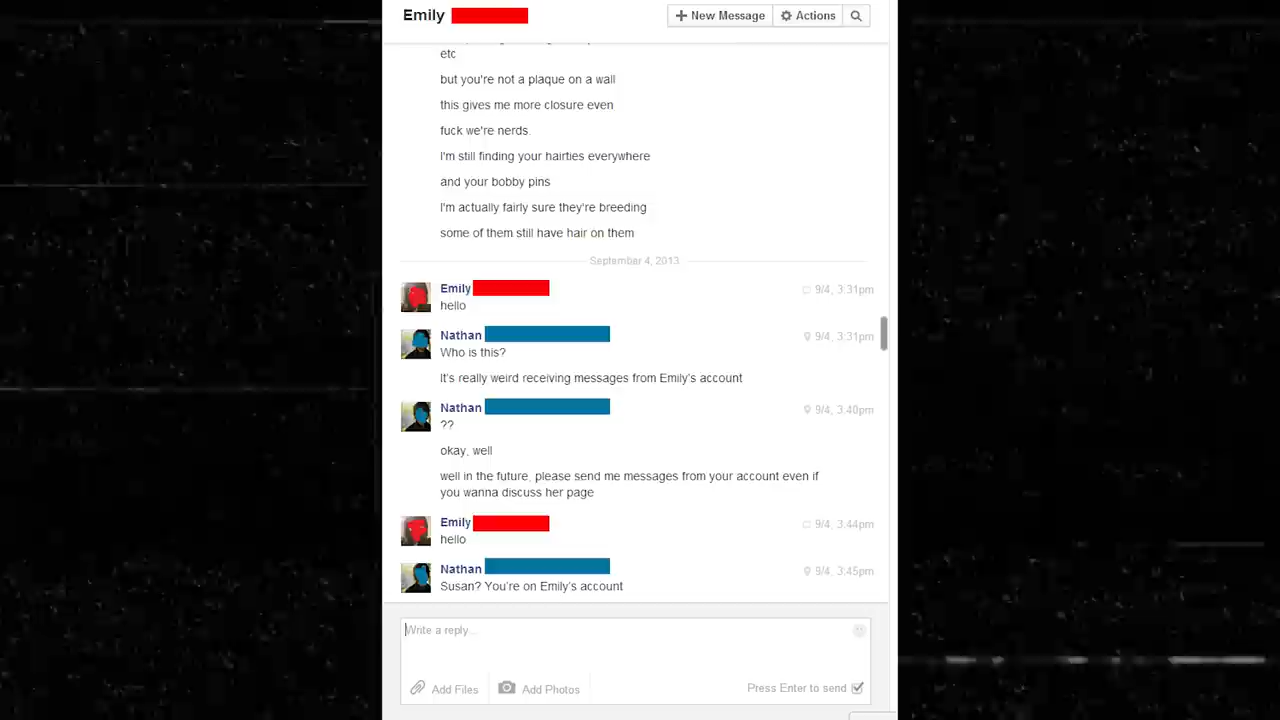 Emily
New Message
Actions
etc
but you're not a plaque on a wall
this gives me more closure even
fuck we're nerds.
I'm still finding your hairties everywhere
and your bobby pins
I'm actually fairly sure they're breeding
some of them still have hair on them
September 4, 2013
Emily
9/4, 3:31pm
hello
Nathan
9/4, 3:31pm
Who is this?
It's really weird receiving messages from Emily's account
Nathan
9/4, 3:40pm
??
okay, well
well in the future, please send me messages from your account even if
you wanna discuss her page
Emily
9/4, 3:44pm
hello
Nathan
9/4, 3:45pm
Susan? You're on Emily's account
Write a reply...
Add Files
Add Photos
Press Enter to send